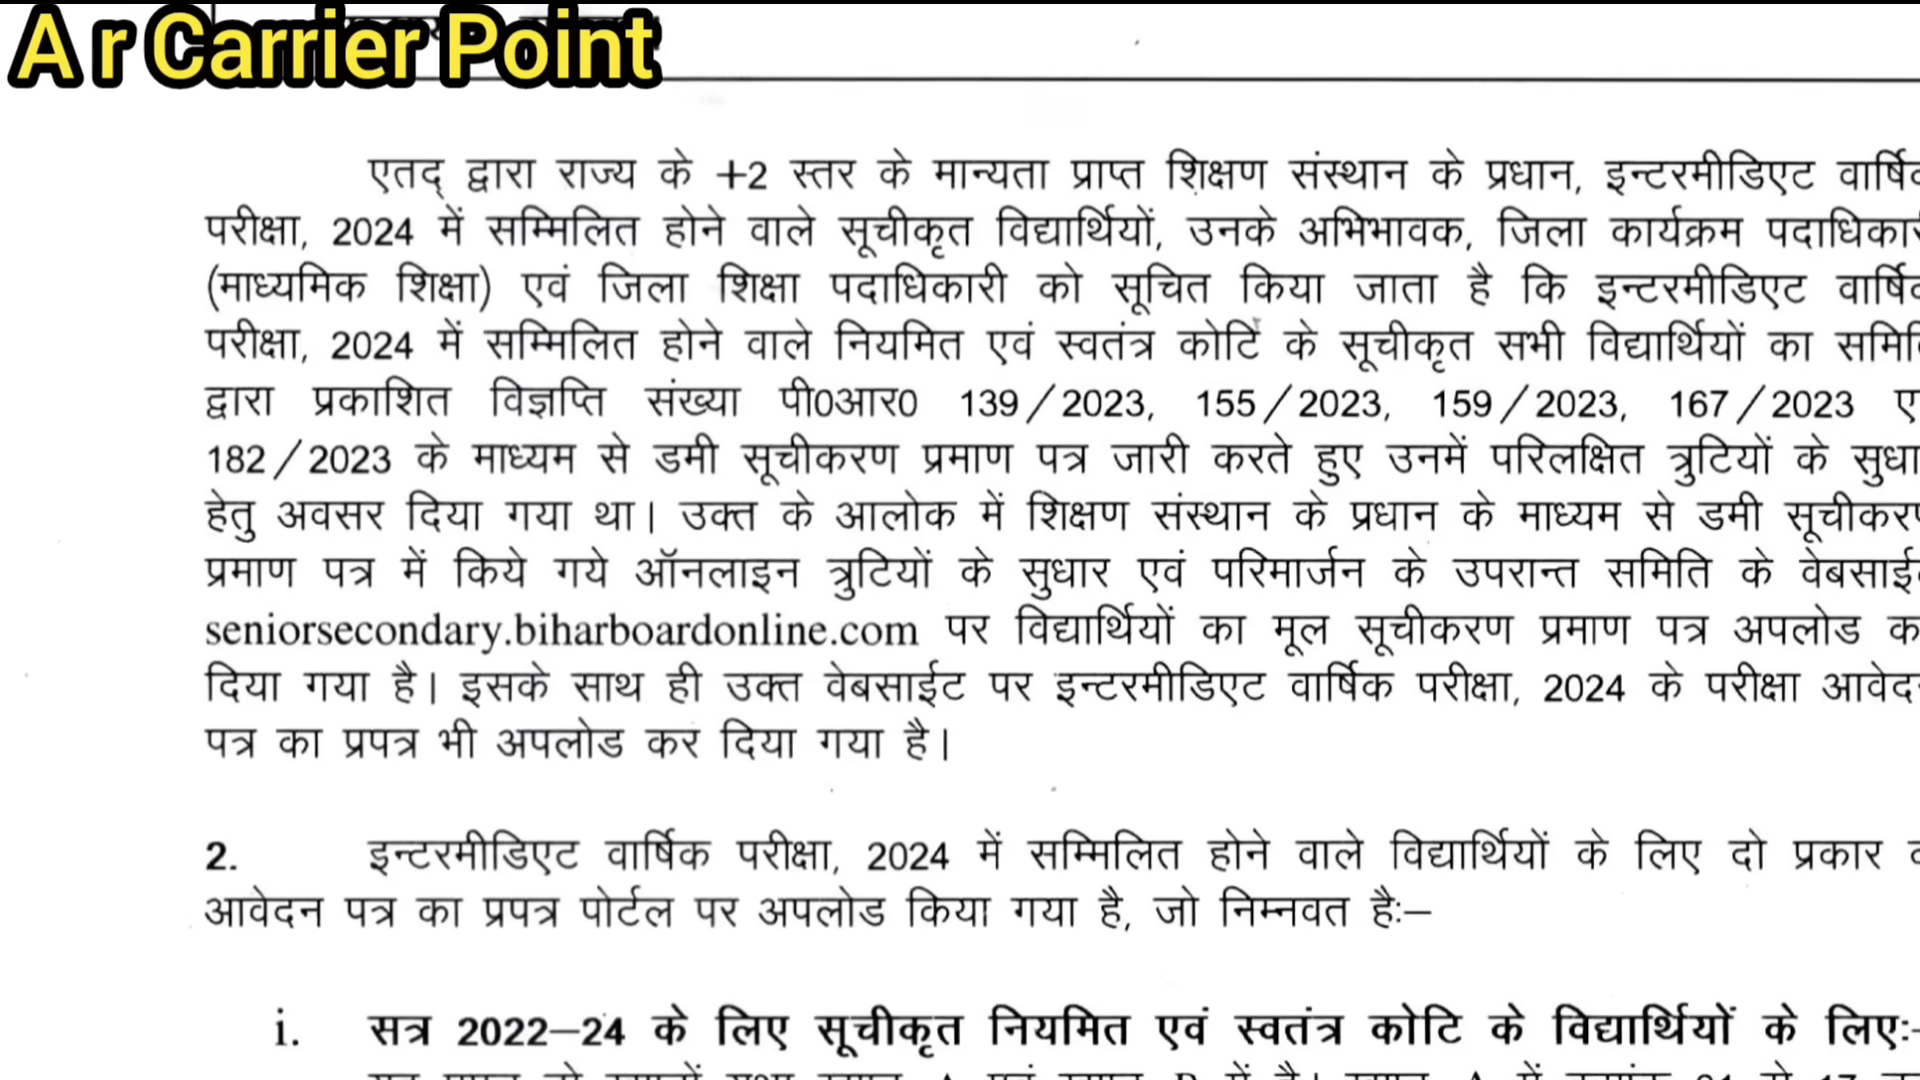 A r Carrier Point
एतद् द्वारा राज्य के +2 स्तर के मान्यता प्राप्त शिक्षण संस्थान के प्रधान, इन्टरमीडिएट
परीक्षा, 2024 में सम्मिलित होने वाले सूचीकृत विद्यार्थियों, उनके अभिभावक, जिला कार्यक्रम
(माध्यमिक शिक्षा) एवं जिला शिक्षा पदाधिकारी को सूचित किया जाता है कि इन्टरमीडिएट
परीक्षा, 2024 में सम्मिलित होने वाले नियमित एवं स्वतंत्र कोटि के सूचीकृत सभी विद्यार्थियों का
द्वारा प्रकाशित विज्ञप्ति संख्या पी0आर0 139/2023, 155/2023, 159/2023, 167/2023
182/2023 के माध्यम से डमी सूचीकरण प्रमाण पत्र जारी करते हुए उनमें परिलक्षित त्रुटियों के
हेतु अवसर दिया गया था। उक्त के आलोक में शिक्षण संस्थान के प्रधान के माध्यम से डमी
प्रमाण पत्र में किये गये ऑनलाइन त्रुटियों के सुधार एवं परिमार्जन के उपरान्त समिति के
seniorsecondary.biharboardonline.com पर विद्यार्थियों का मूल सूचीकरण प्रमाण पत्र अपलोड
दिया गया है। इसके साथ ही उक्त वेबसाईट पर इन्टरमीडिएट वार्षिक परीक्षा, 2024 के परीक्षा
पत्र का प्रपत्र भी अपलोड कर दिया गया है।
2. इन्टरमीडिएट वार्षिक परीक्षा, 2024 में सम्मिलित होने वाले विद्यार्थियों के लिए दो प्रकार
आवेदन पत्र का प्रपत्र पोर्टल पर अपलोड किया गया है, जो निम्नवत है:–
i. सत्र 2022–24 के लिए सूचीकृत नियमित एवं स्वतंत्र कोटि के विद्यार्थियों के लिए:-